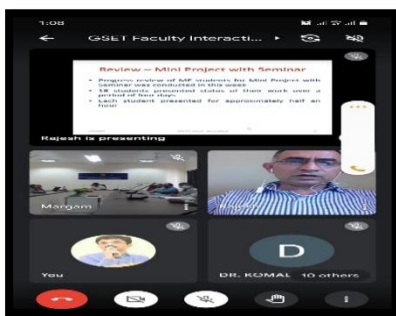 1:08
GSET Faculty Interacti...
Review – Mini Project with Seminar
• Progress review of MF students for Mini Project with
Seminar was conducted in this week
• 18 students presented status of their work over a
period of four days
• Each student presented for approximately half an
hour
Rajesh is presenting
Margam
You
D
DR. KOMAL
10 others